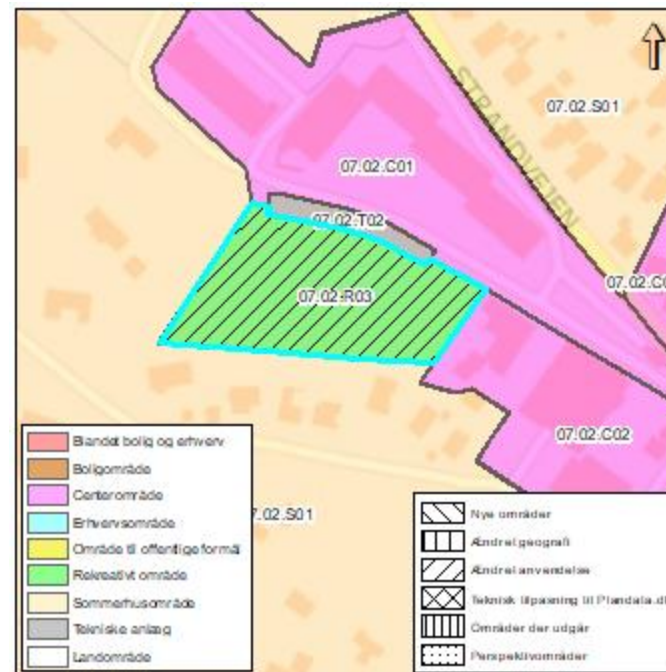 07.02.S01
STRANDVEJEN
07.02.C01
07.02.T02
07.02.R03
07.02.C02
7.02.S01
Blandet bolig og erhverv
Boligområde
Centerområde
Erhvervsområde
Område til offentlige formål
Rekreativt område
Sommerhusområde
Tekniske anlæg
Landområde
Nye områder
Ændret geografi
Ændret anvendelse
Teknisk tilpasning til Plandata.d
Områder der udgår
Perspektivområder